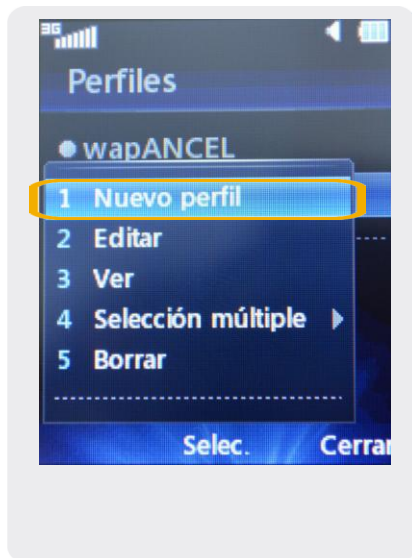 3G
Perfiles
wapANCEL
1 Nuevo perfil
2 Editar
3 Ver
4 Selección múltiple
5 Borrar
Selec. Cerrar